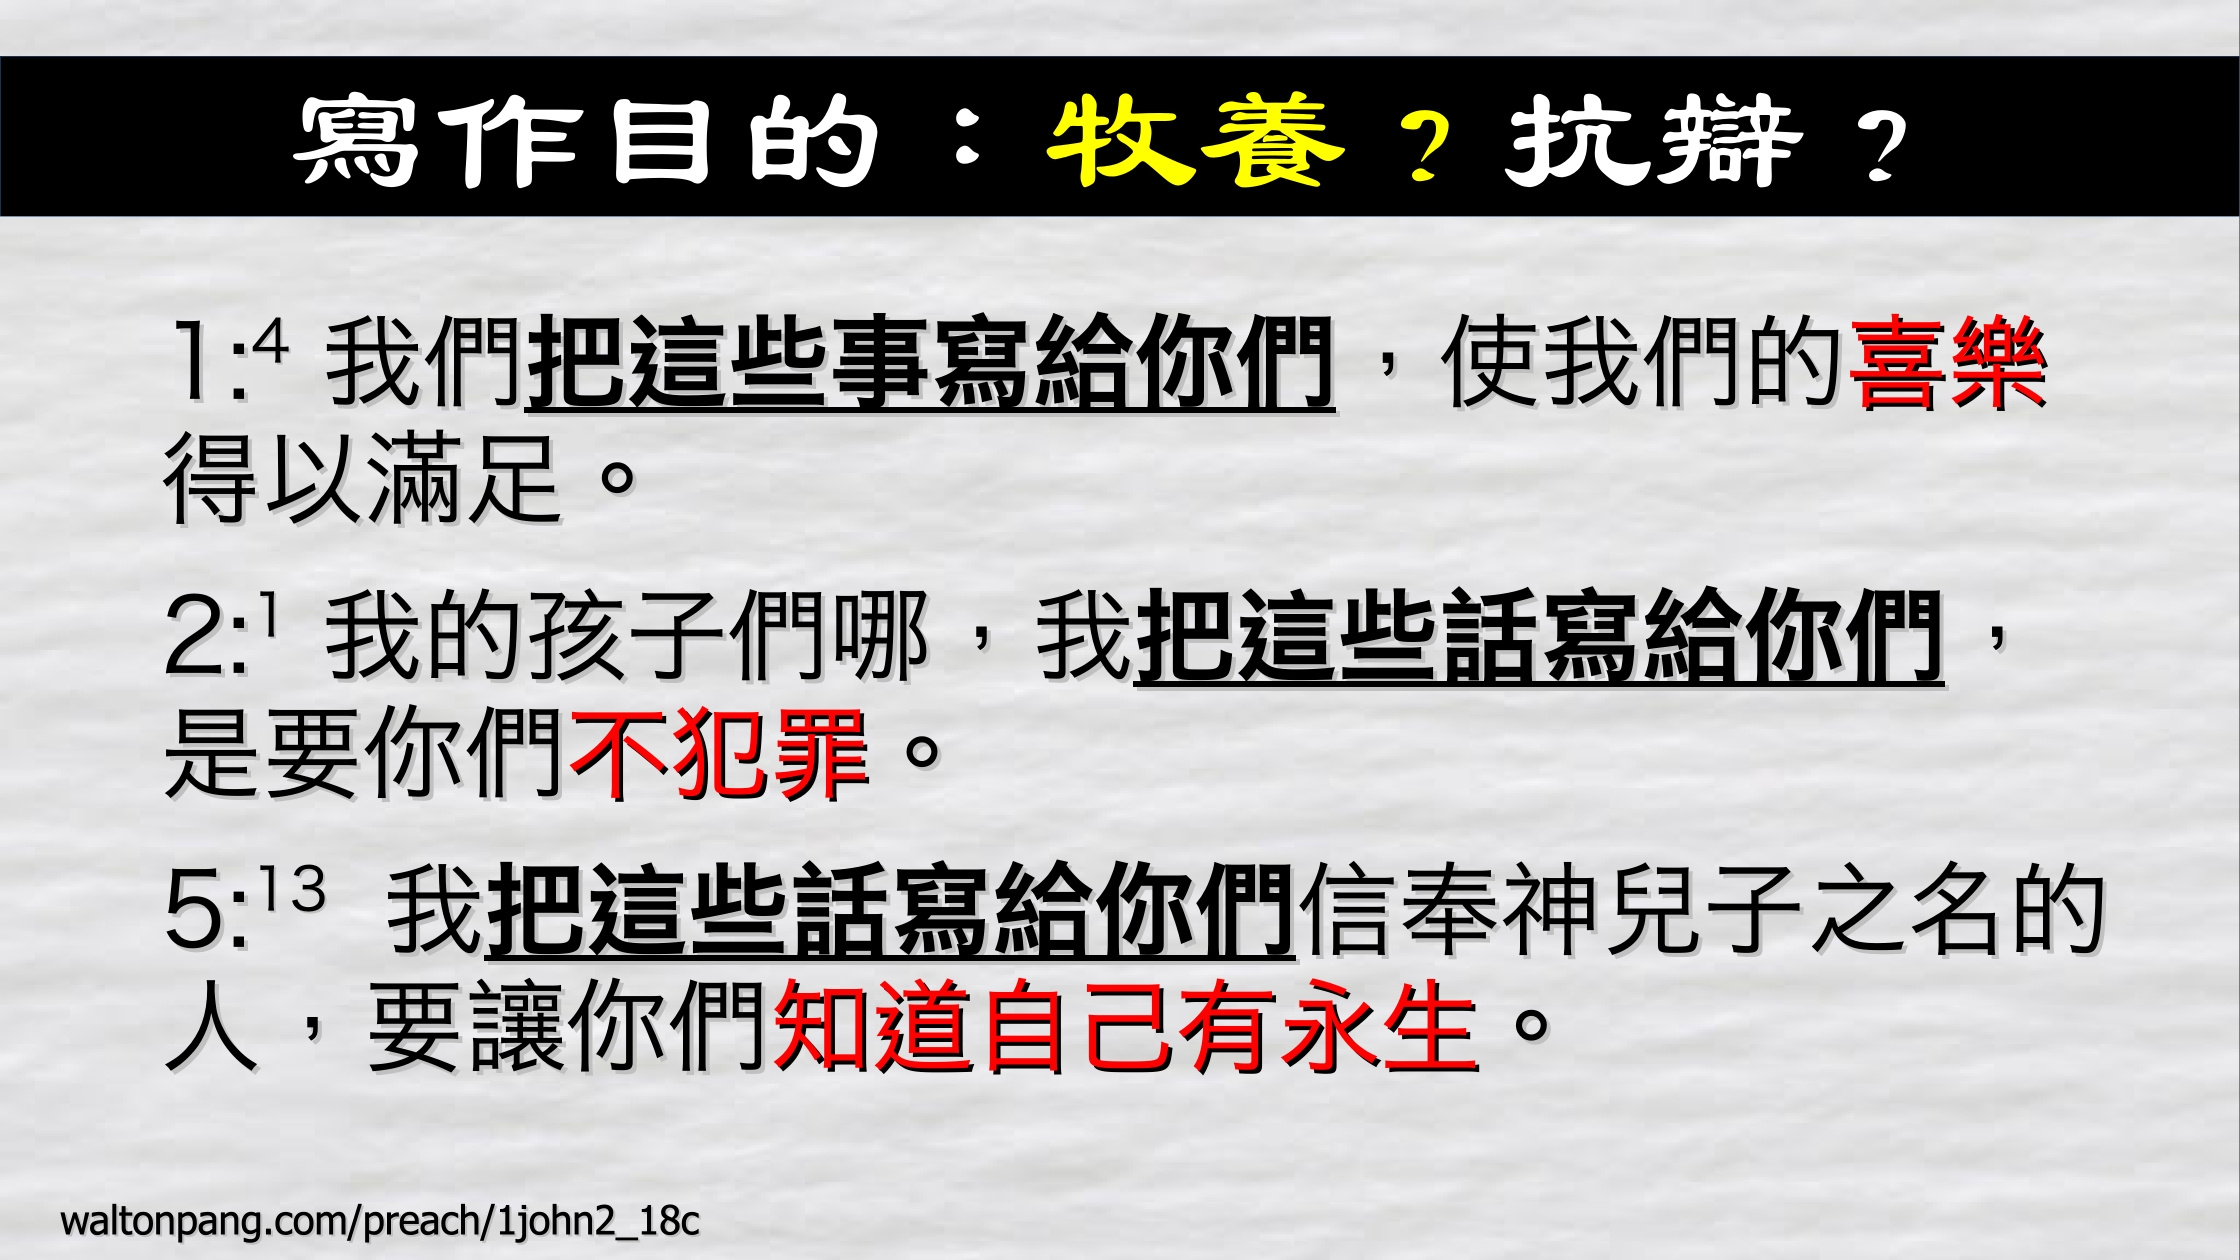 寫作目的：牧養？抗辯？
1:4 我們把這些事寫給你們，使我們的喜樂
得以滿足。
2:1 我的孩子們哪，我把這些話寫給你們，
是要你們不犯罪。
5:13 我把這些話寫給你們信奉神兒子之名的
人，要讓你們知道自己有永生。
waltonpang.com/preach/1john2_18c